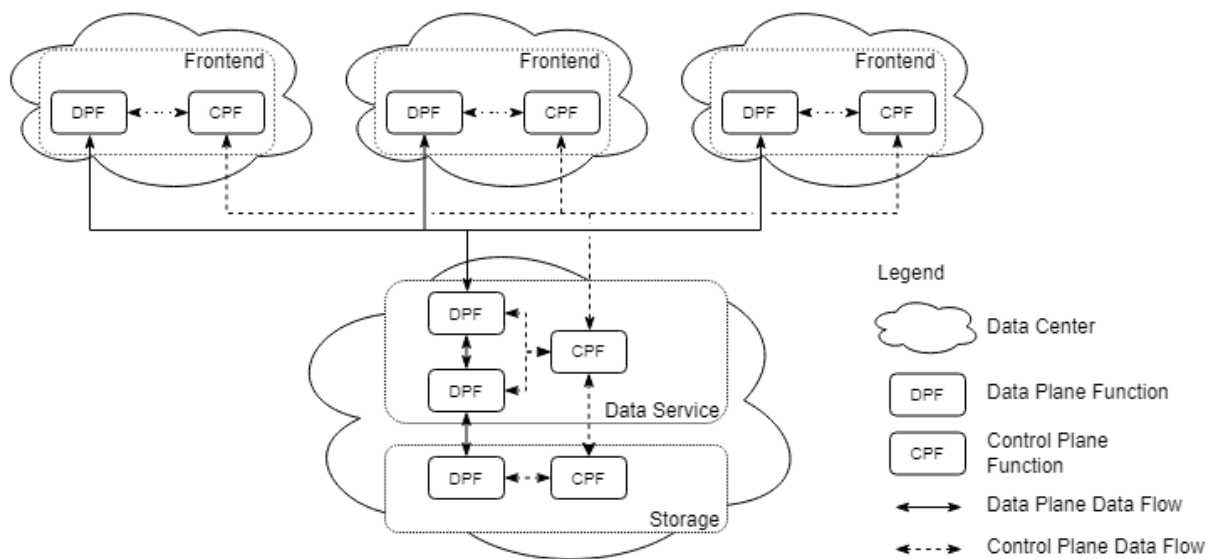 Frontend
DPF
CPF
Frontend
DPF
CPF
Frontend
DPF
CPF
DPF
CPF
DPF
Data Service
DPF
CPF
Storage
Legend
Data Center
DPF
Data Plane Function
CPF
Control Plane
Function
Data Plane Data Flow
Control Plane Data Flow